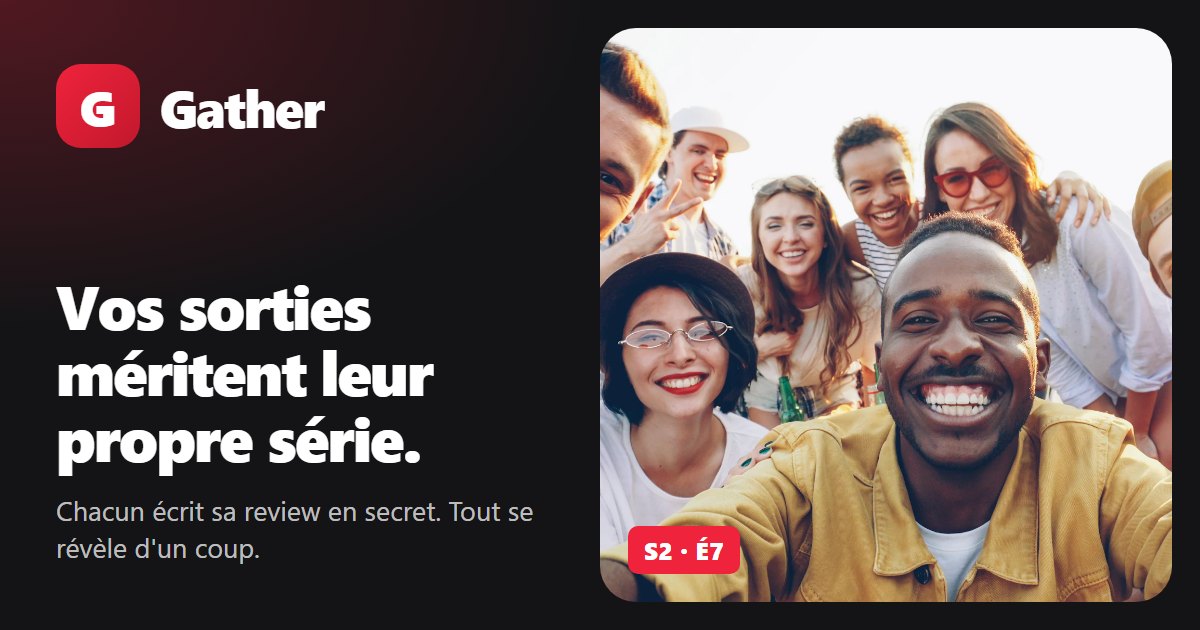 G
Gather
Vos sorties
méritent leur
propre série.
Chacun écrit sa review en secret. Tout se
révèle d'un coup.
S2 · É7